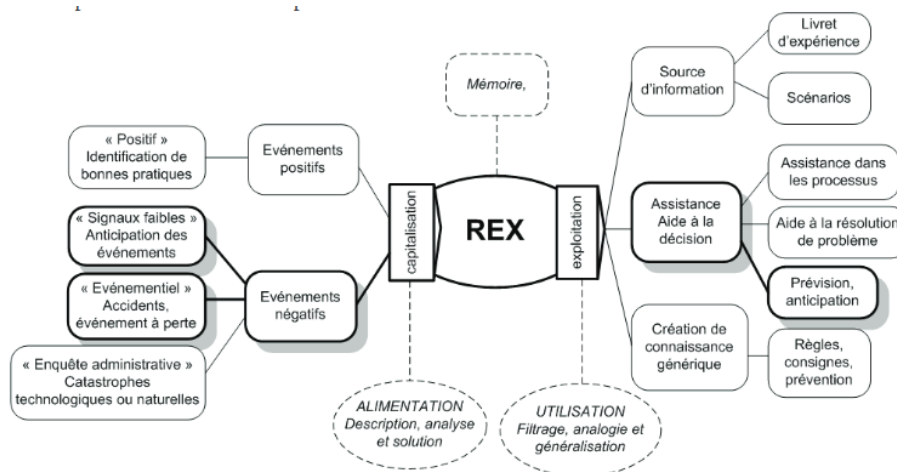 « Positif »
Identification de
bonnes pratiques
« Signaux faibles »
Anticipation des
événements
« Evénementiel »
Accidents,
événement à perte
« Enquête administrative »
Catastrophes
technologiques ou naturelles
Evénements
positifs
Evénements
négatifs
capitalisation
Mémoire,
REX
exploitation
ALIMENTATION
Description, analyse
et solution
UTILISATION
Filtrage, analogie et
généralisation
Source
d'information
Assistance
Aide à la
décision
Création de
connaissance
générique
Livret
d'expérience
Scénarios
Assistance dans
les processus
Aide à la résolution
de problème
Prévision,
anticipation
Règles,
consignes,
prévention